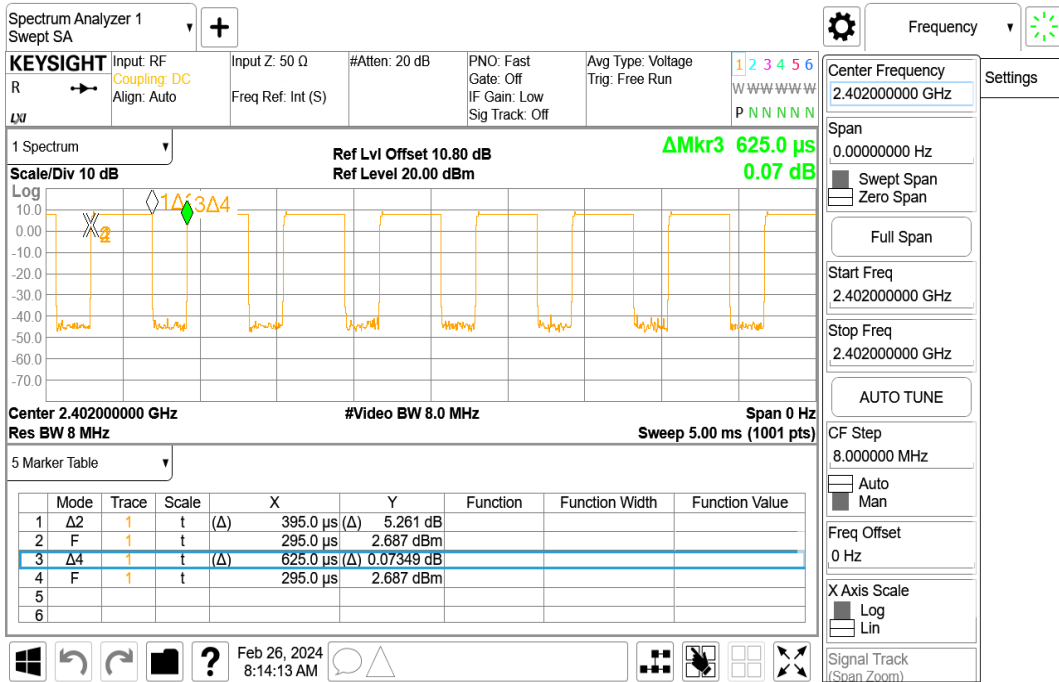 Spectrum Analyzer 1
Swept SA
Frequency
KEYSIGHT
R
LXI
Input: RF
Coupling: DC
Align: Auto
Input Z: 50 Ω
Freq Ref: Int (S)
#Atten: 20 dB
PNO: Fast
Gate: Off
IF Gain: Low
Sig Track: Off
Avg Type: Voltage
Trig: Free Run
1 2 3 4 5 6
W W W W W W
P N N N N N
1 Spectrum
Scale/Div 10 dB
Ref Lvl Offset 10.80 dB
Ref Level 20.00 dBm
ΔMkr3 625.0 µs
0.07 dB
Log
10.0
0.00
-10.0
-20.0
-30.0
-40.0
-50.0
-60.0
-70.0
3Δ4
Center 2.402000000 GHz
Res BW 8 MHz
#Video BW 8.0 MHz
Span 0 Hz
Sweep 5.00 ms (1001 pts)
5 Marker Table
Mode Trace Scale X Y Function Function Width Function Value
1 Δ2 1 t (Δ) 395.0 µs (Δ) 5.261 dB
2 F 1 t 295.0 µs 2.687 dBm
3 Δ4 1 t (Δ) 625.0 µs (Δ) 0.07349 dB
4 F 1 t 295.0 µs 2.687 dBm
5
6
?
Feb 26, 2024
8:14:13 AM
Center Frequency
2.402000000 GHz
Settings
Span
0.00000000 Hz
Swept Span
Zero Span
Full Span
Start Freq
2.402000000 GHz
Stop Freq
2.402000000 GHz
AUTO TUNE
CF Step
8.000000 MHz
Auto
Man
Freq Offset
0 Hz
X Axis Scale
Log
Lin
Signal Track
(Span Zoom)